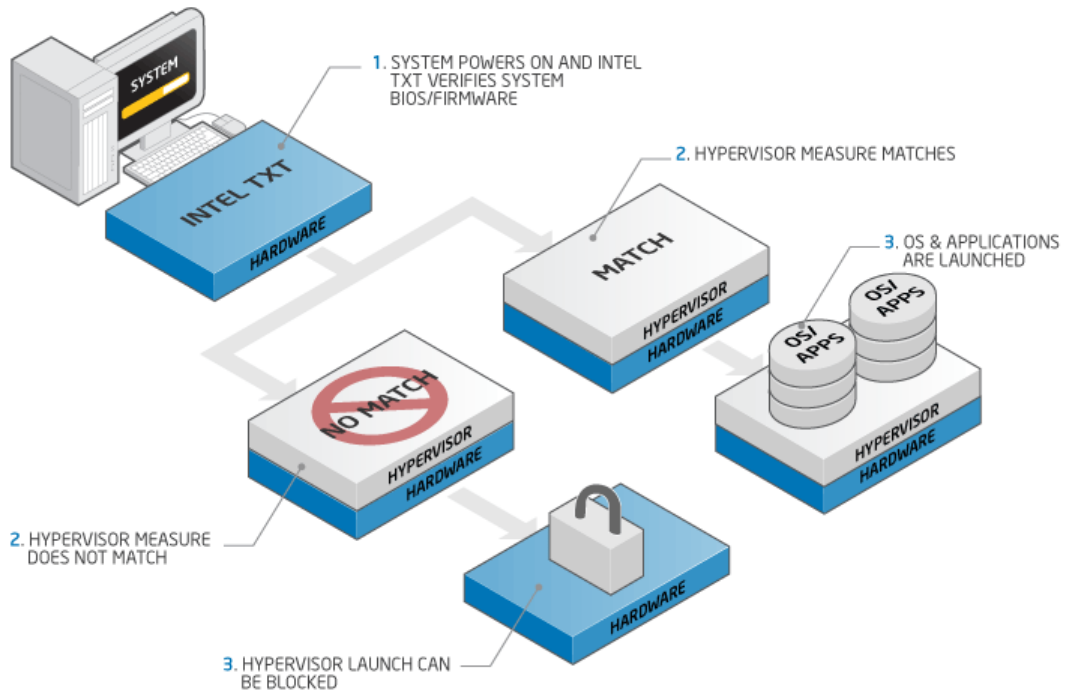 SYSTEM
INTEL TXT
HARDWARE
1. SYSTEM POWERS ON AND INTEL
TXT VERIFIES SYSTEM
BIOS/FIRMWARE
2. HYPERVISOR MEASURE MATCHES
MATCH
HYPERVISOR
HARDWARE
3. OS & APPLICATIONS
ARE LAUNCHED
OS/
APPS
OS/
APPS
HYPERVISOR
HARDWARE
NO MATCH
HYPERVISOR
HARDWARE
2. HYPERVISOR MEASURE
DOES NOT MATCH
HARDWARE
3. HYPERVISOR LAUNCH CAN
BE BLOCKED